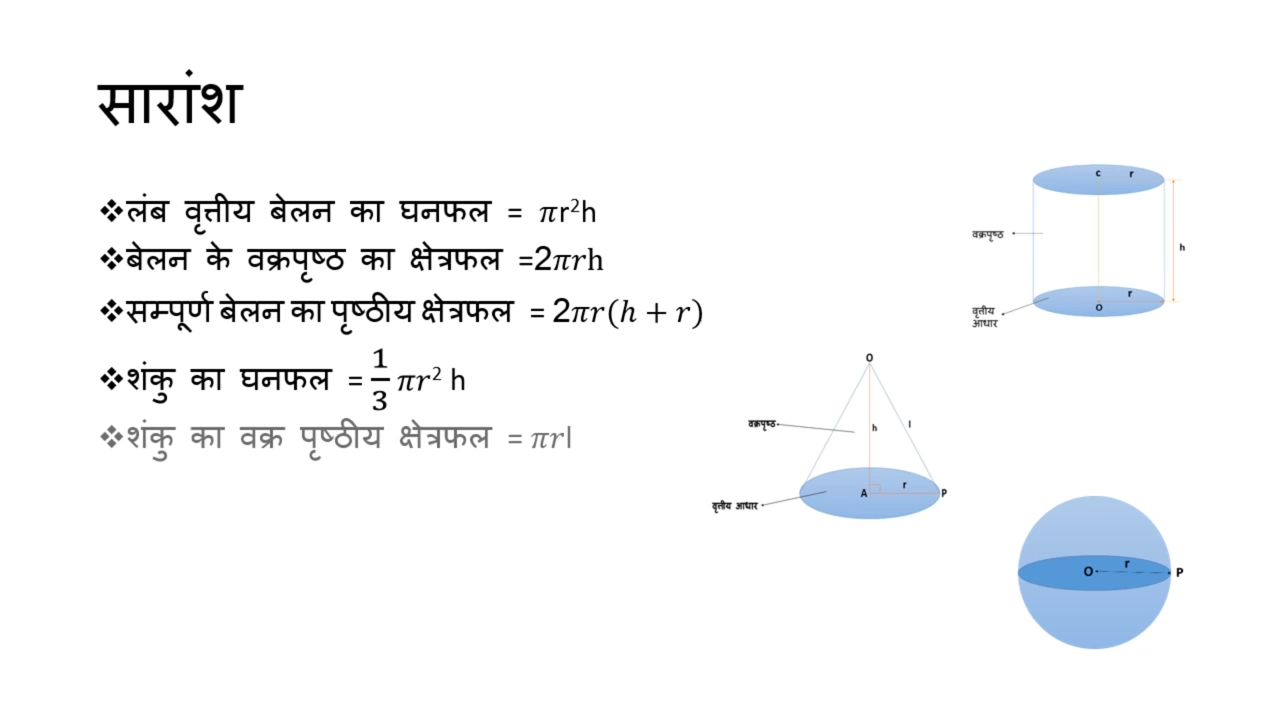 सारांश
❖लंब वृत्तीय बेलन का घनफल = πr²h
❖बेलन के वक्रपृष्ठ का क्षेत्रफल =2πrh
❖सम्पूर्ण बेलन का पृष्ठीय क्षेत्रफल = 2πr(h + r)
❖शंकु का घनफल = 1/3 πr² h
❖शंकु का वक्र पृष्ठीय क्षेत्रफल = πrl
c r
वक्रपृष्ठ
h
r
O
वृत्तीय
आधार
O
वक्रपृष्ठ
h
l
r
A
P
वृत्तीय आधार
r
O
P